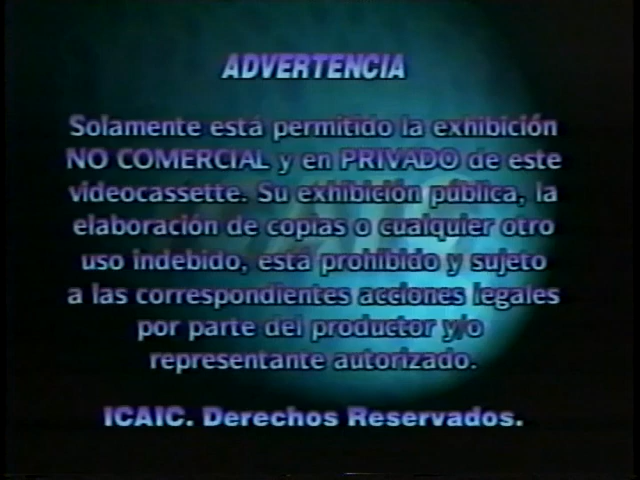 ADVERTENCIA
Solamente está permitido la exhibición
NO COMERCIAL y en PRIVADO de este
videocassette. Su exhibición pública, la
elaboración de copias o cualquier otro
uso indebido, está prohibido y sujeto
a las correspondientes acciones legales
por parte del productor y/o
representante autorizado.
ICAIC. Derechos Reservados.